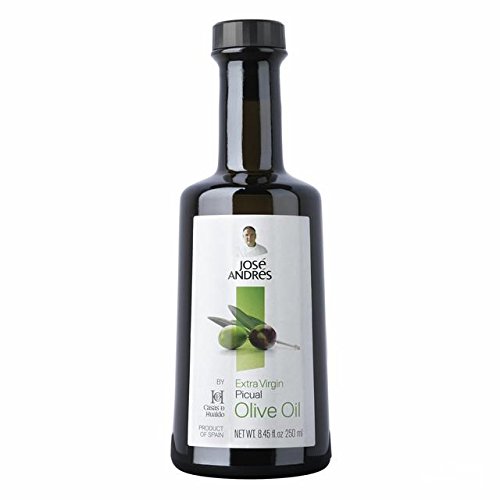 JOSÉ
ANDRÉS
BY
Casas de
Hualdo
PRODUCT
OF SPAIN
Extra Virgin
Picual
Olive Oil
NET WT. 8.45 fl. oz 250 ml